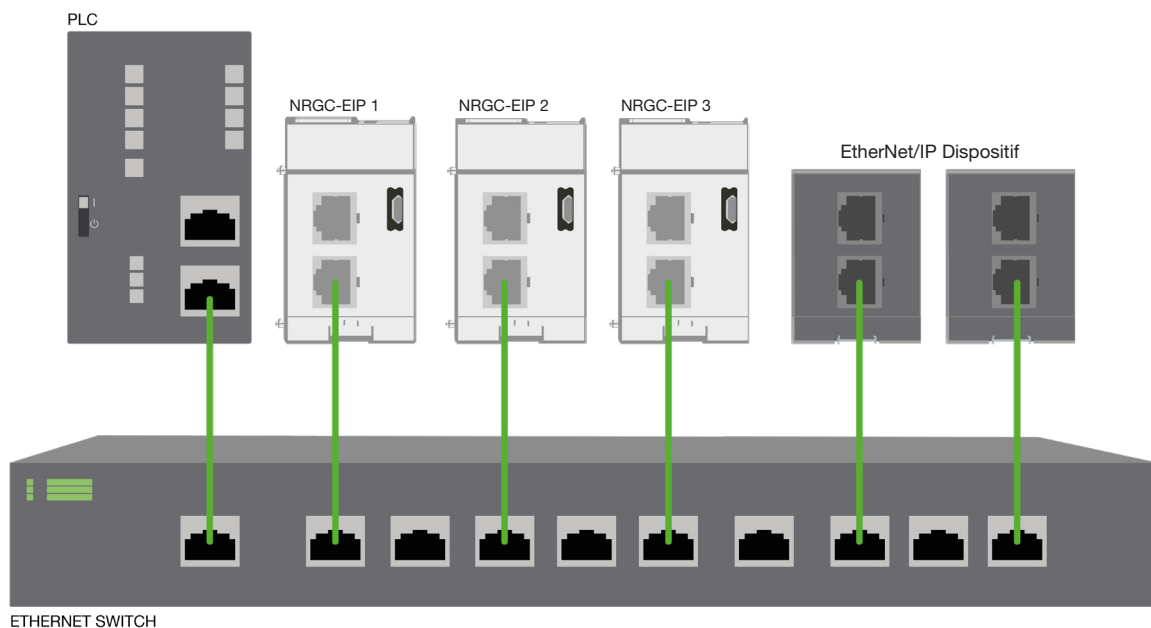 PLC
NRGC-EIP 1
NRGC-EIP 2
NRGC-EIP 3
EtherNet/IP Dispositif
ETHERNET SWITCH